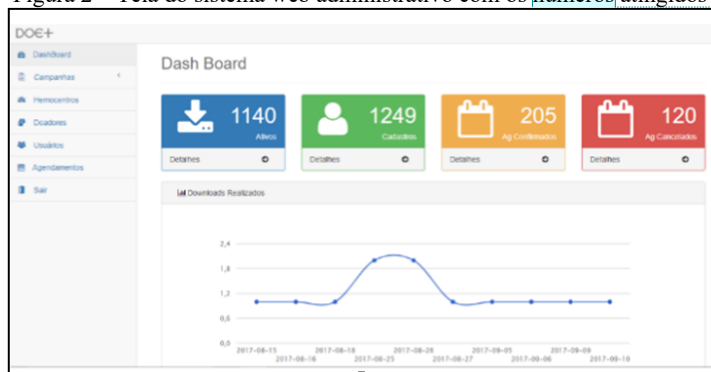 Figura 2 – Tela do sistema web administrativo com os números atingidos
DOE+
DashBoard
Campanhas
Hemocentros
Doadores
Usuários
Agendamentos
Sair
Dash Board
1140
Ativos
Detalhes
1249
Cadastros
Detalhes
205
Ag Confirmados
Detalhes
120
Ag Cancelados
Detalhes
Downloads Realizados
2,4
1,8
1,2
0,6
0,0
2017-08-15 2017-08-18 2017-08-26 2017-09-05 2017-09-09
2017-08-16 2017-08-25 2017-08-27 2017-09-06 2017-09-10